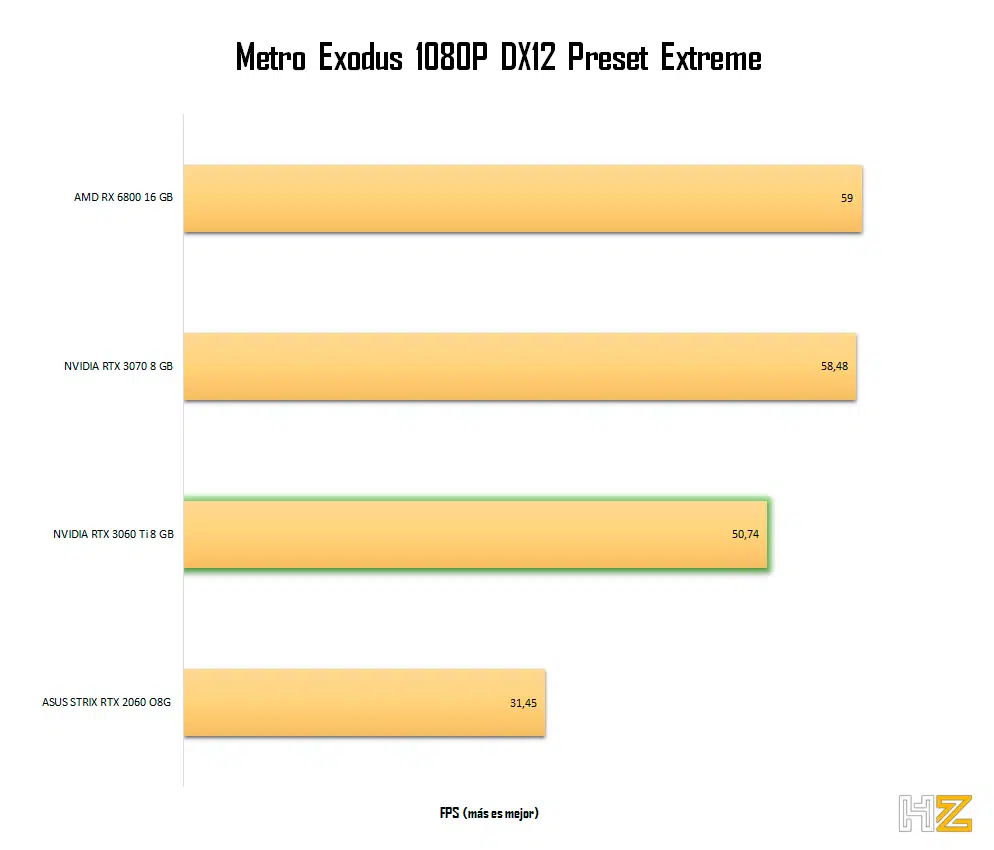 Metro Exodus 1080P DX12 Preset Extreme
AMD RX 6800 16 GB
59
NVIDIA RTX 3070 8 GB
58,48
NVIDIA RTX 3060 Ti 8 GB
50,74
ASUS STRIX RTX 2060 O8G
31,45
FPS (más es mejor)
HZ